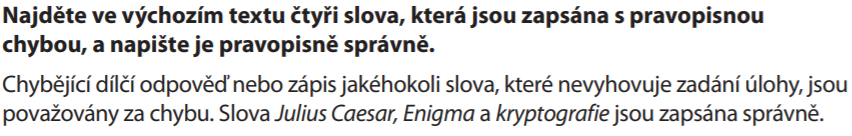 Najděte ve výchozím textu čtyři slova, která jsou zapsána s pravopisnou
chybou, a napište je pravopisně správně.
Chybějící dílčí odpověď nebo zápis jakéhokoli slova, které nevyhovuje zadání úlohy, jsou
považovány za chybu. Slova Julius Caesar, Enigma a kryptografie jsou zapsána správně.